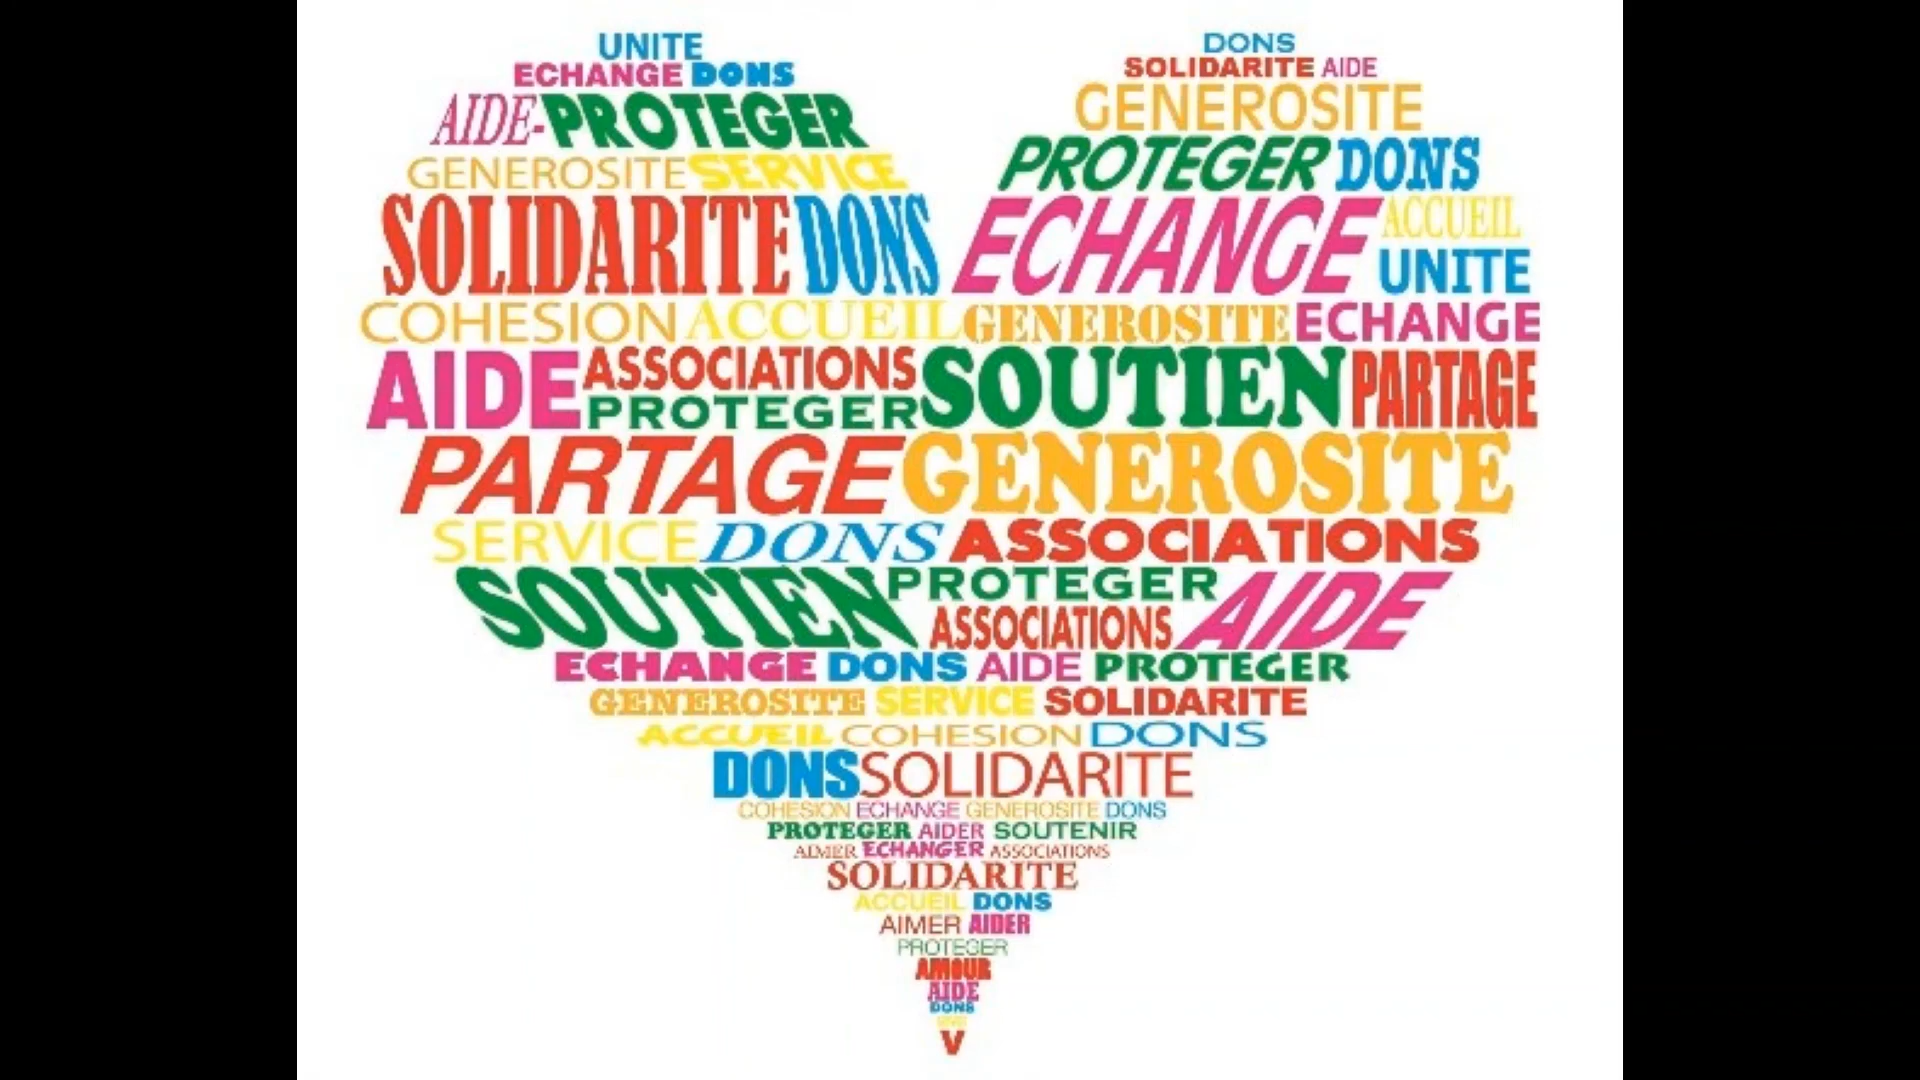 UNITE
ECHANGE DONS
AIDE-PROTEGER
GENEROSITE SERVICE
SOLIDARITE DONS
DONS
SOLIDARITE AIDE
GENEROSITE
PROTEGER DONS
ECHANGE ACCUEIL
UNITE
COHESION ACCUEIL GENEROSITE ECHANGE
AIDE ASSOCIATIONS SOUTIEN PARTAGE
PROTEGER
PARTAGE GENEROSITE
SERVICE DONS ASSOCIATIONS
SOUTIEN PROTEGER AIDE
ASSOCIATIONS
ECHANGE DONS AIDE PROTEGER
GENEROSITE SERVICE SOLIDARITE
ACCUEIL COHESION DONS
DONS SOLIDARITE
COHESION ECHANGE GENEROSITE DONS
PROTEGER AIDER SOUTENIR
AIMER ECHANGER ASSOCIATIONS
SOLIDARITE
ACCUEIL DONS
AIMER AIDER
PROTEGER
AMOUR
AIDE
DONS
V